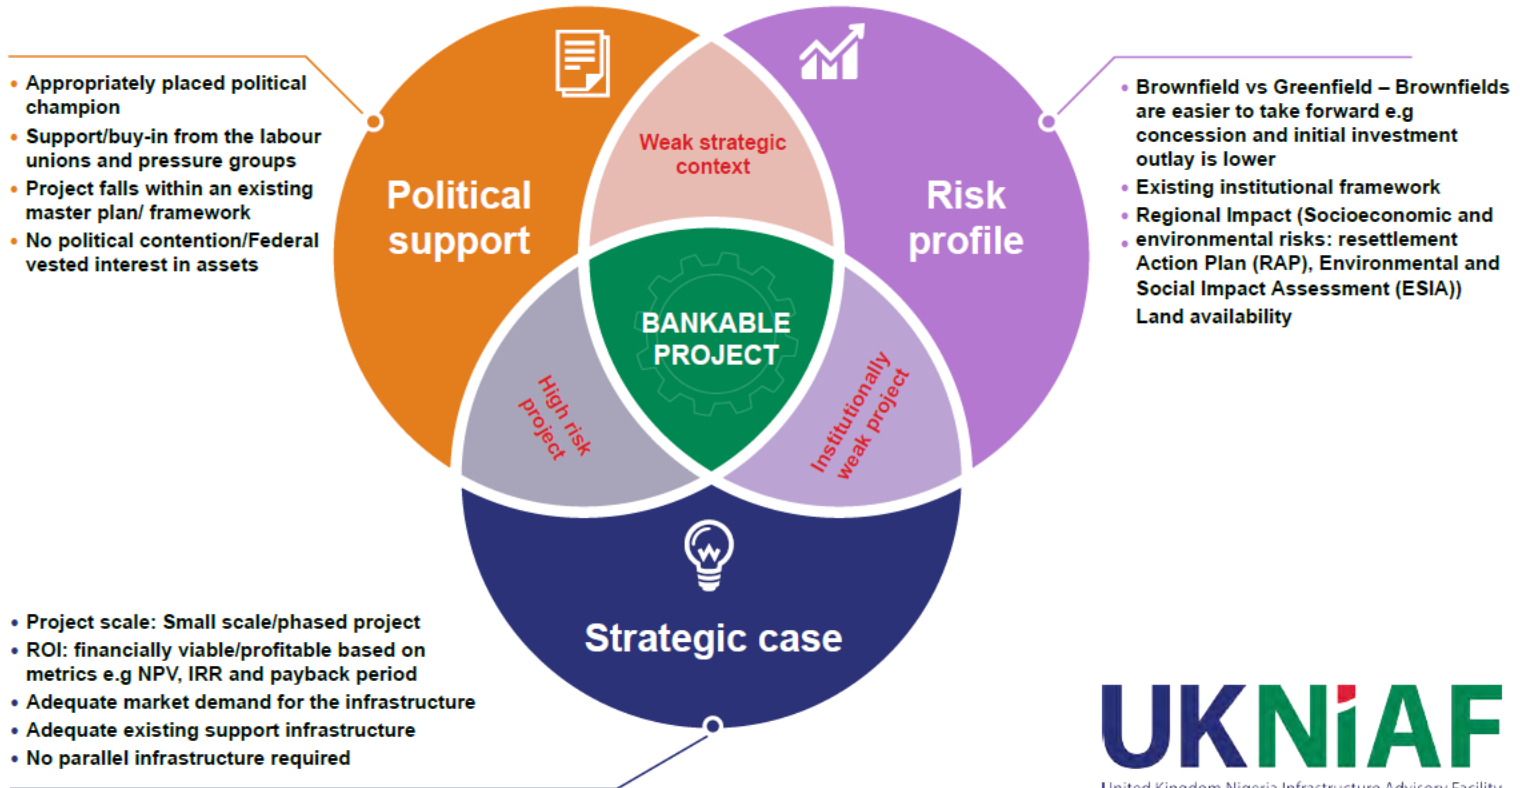 • Appropriately placed political
champion
• Support/buy-in from the labour
unions and pressure groups
• Project falls within an existing
master plan/ framework
• No political contention/Federal
vested interest in assets
Political
support
Weak strategic
context
Risk
profile
• Brownfield vs Greenfield – Brownfields
are easier to take forward e.g
concession and initial investment
outlay is lower
• Existing institutional framework
• Regional Impact (Socioeconomic and
• environmental risks: resettlement
Action Plan (RAP), Environmental and
Social Impact Assessment (ESIA))
Land availability
BANKABLE
PROJECT
High risk
project
Institutionally
weak project
Strategic case
• Project scale: Small scale/phased project
• ROI: financially viable/profitable based on
metrics e.g NPV, IRR and payback period
• Adequate market demand for the infrastructure
• Adequate existing support infrastructure
• No parallel infrastructure required
UKNiAF
United Kingdom Nigeria Infrastructure Advisory Facility